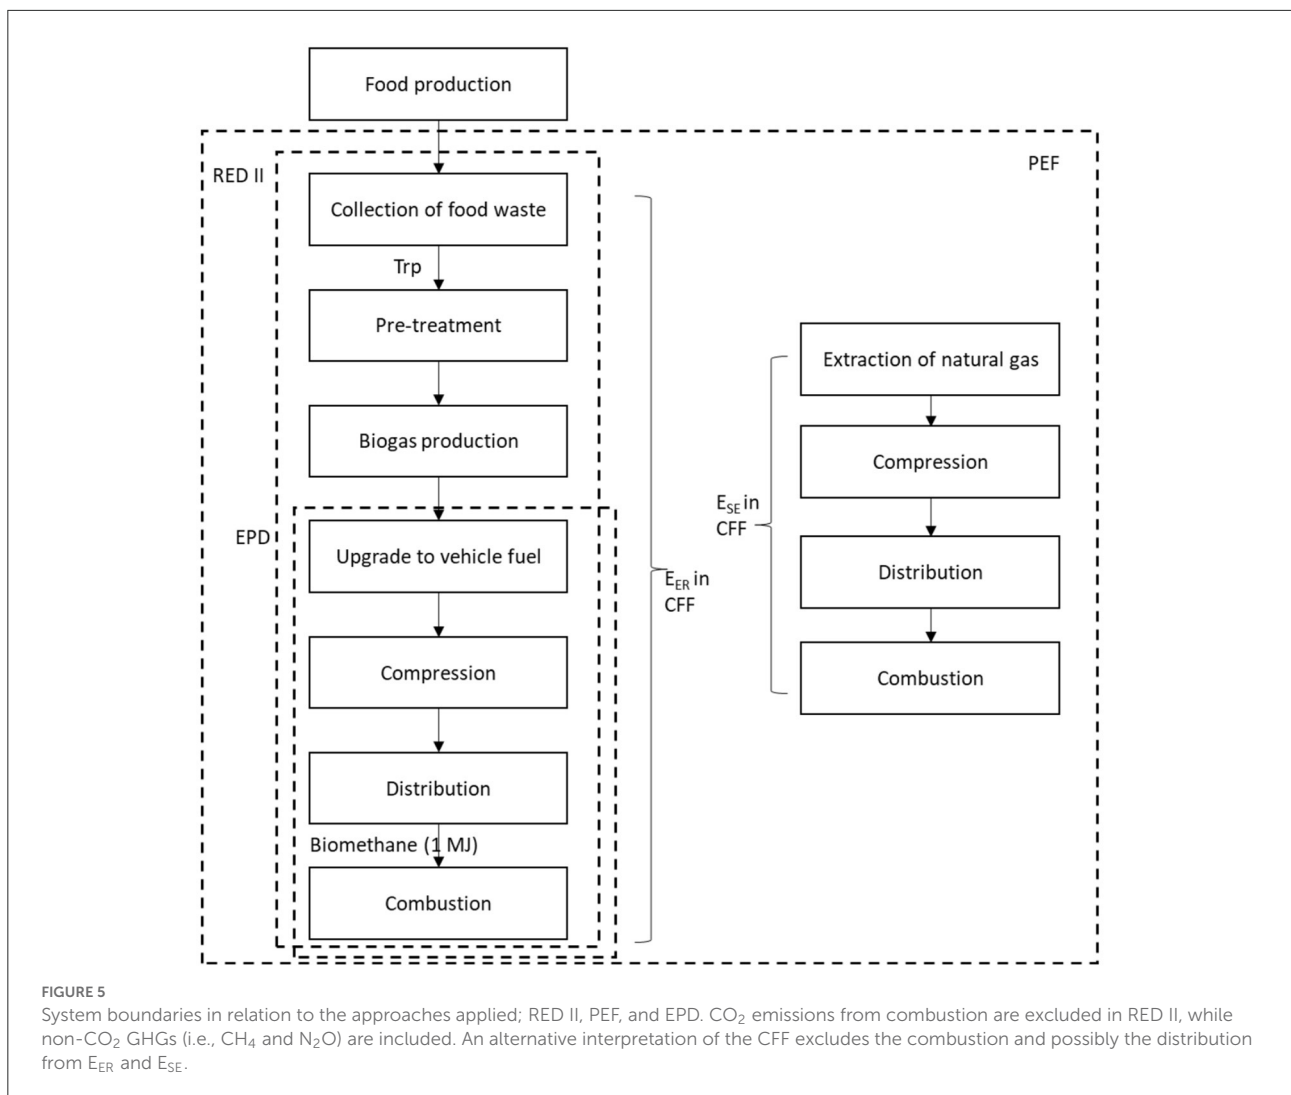 Food production
RED II
PEF
Collection of food waste
Trp
Pre-treatment
Extraction of natural gas
Biogas production
Compression
E_SE in
CFF
EPD
Upgrade to vehicle fuel
Distribution
E_ER in
CFF
Compression
Combustion
Distribution
Biomethane (1 MJ)
Combustion
FIGURE 5
System boundaries in relation to the approaches applied; RED II, PEF, and EPD. CO₂ emissions from combustion are excluded in RED II, while
non-CO₂ GHGs (i.e., CH₄ and N₂O) are included. An alternative interpretation of the CFF excludes the combustion and possibly the distribution
from E_ER and E_SE.